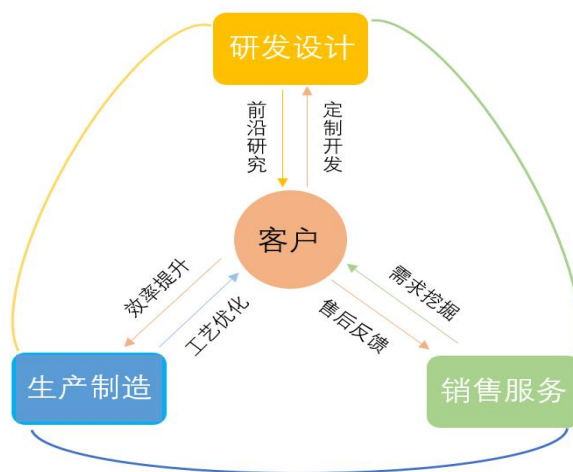 研发设计
前沿研究
定制开发
客户
效率提升
工艺优化
需求挖掘
售后反馈
生产制造
销售服务